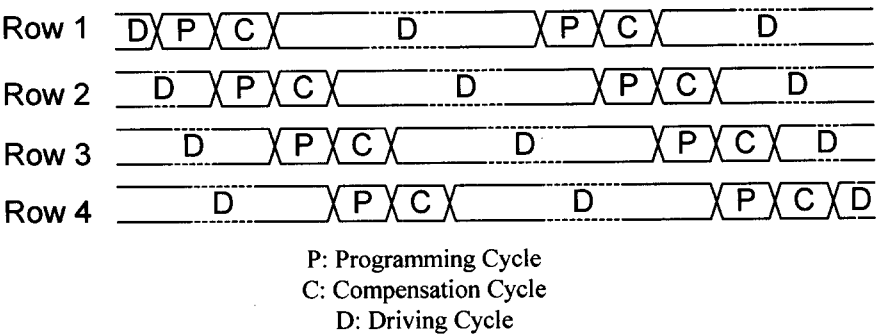 Row 1 D P C D P C D
Row 2 D P C D P C D
Row 3 D P C D P C D
Row 4 D P C D P C D
P: Programming Cycle
C: Compensation Cycle
D: Driving Cycle